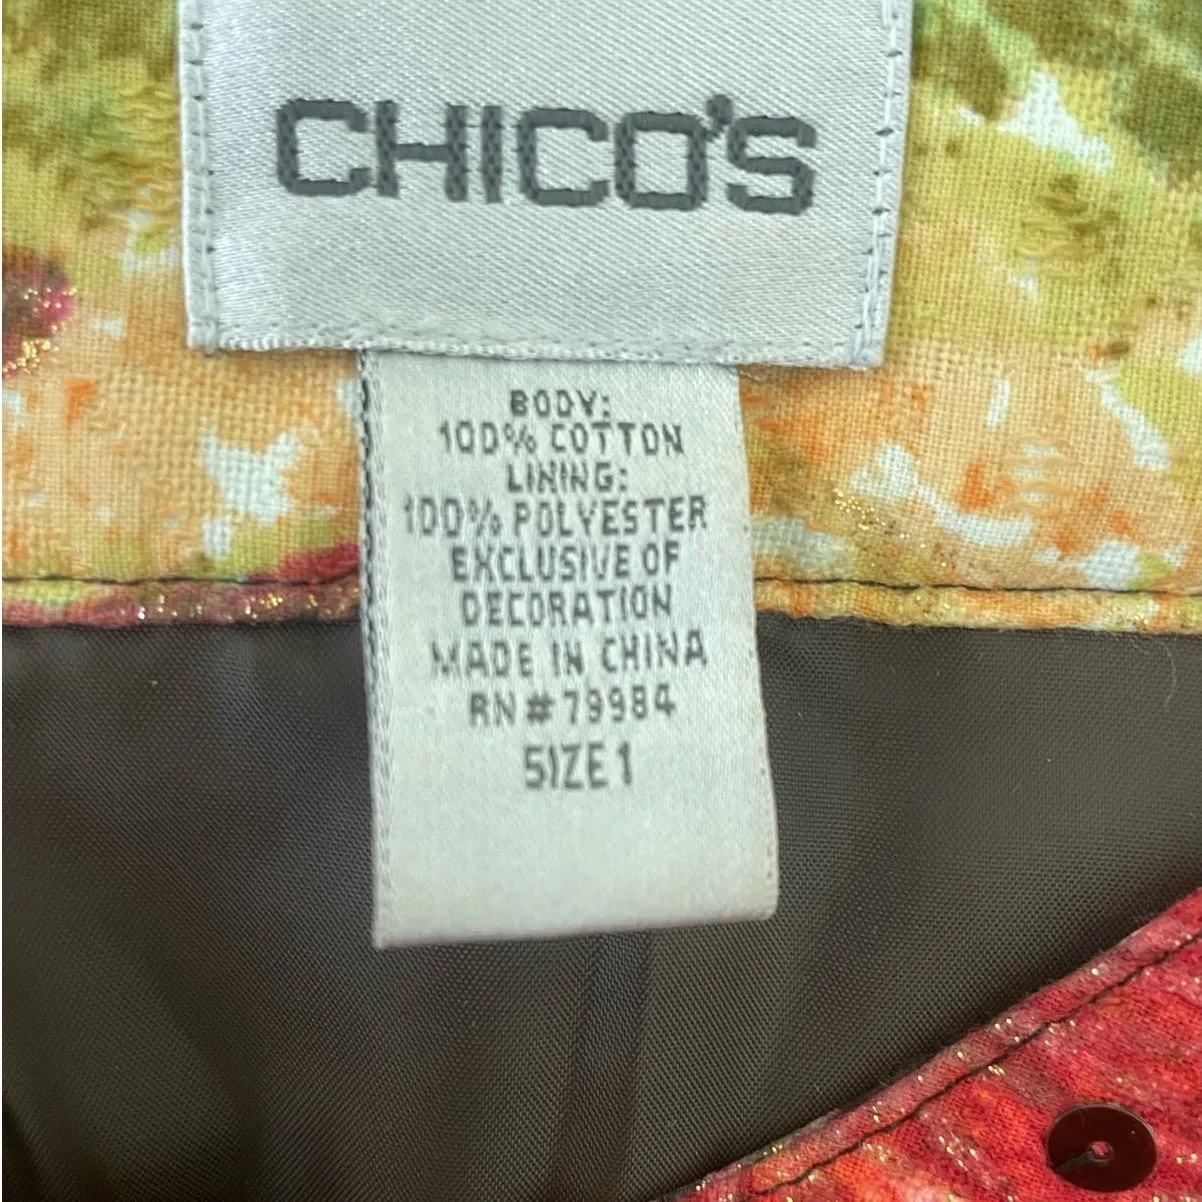 CHICO'S
BODY:
100% COTTON
LINING:
100% POLYESTER
EXCLUSIVE OF
DECORATION
MADE IN CHINA
RN#79984
SIZE 1